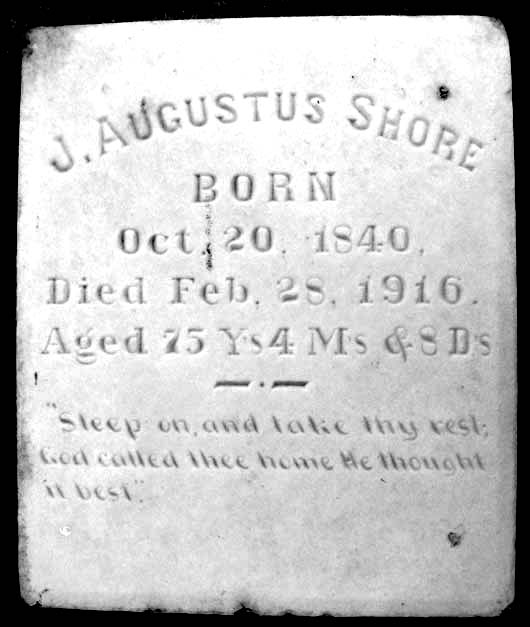 J. AUGUSTUS SHORE
BORN
Oct. 20, 1840.
Died Feb. 28, 1916.
Aged 75 Ys 4 Ms & 8 Ds
"Sleep on, and take thy rest;
God called thee home He thought
it best".